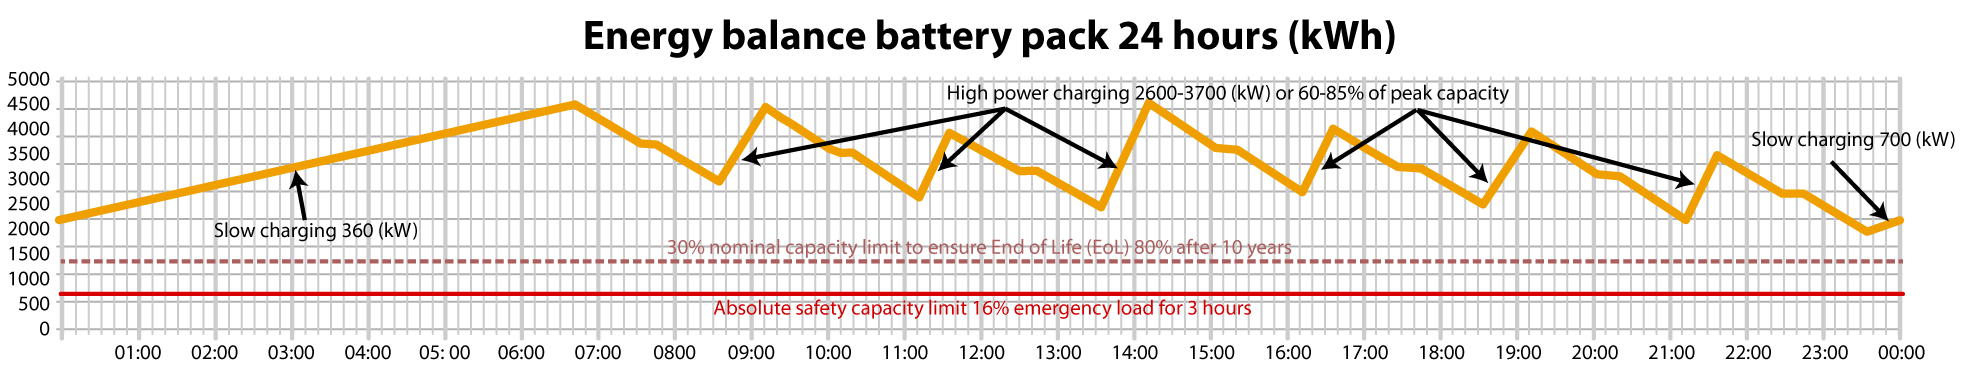 Energy balance battery pack 24 hours (kWh)
5000
4500
High power charging 2600-3700 (kW) or 60-85% of peak capacity
4000
Slow charging 700 (kW)
3500
3000
2500
2000
Slow charging 360 (kW)
30% nominal capacity limit to ensure End of Life (EoL) 80% after 10 years
1500
1000
500
Absolute safety capacity limit 16% emergency load for 3 hours
0
01:00 02:00 03:00 04:00 05:00 06:00 07:00 08:00 09:00 10:00 11:00 12:00 13:00 14:00 15:00 16:00 17:00 18:00 19:00 20:00 21:00 22:00 23:00 00:00